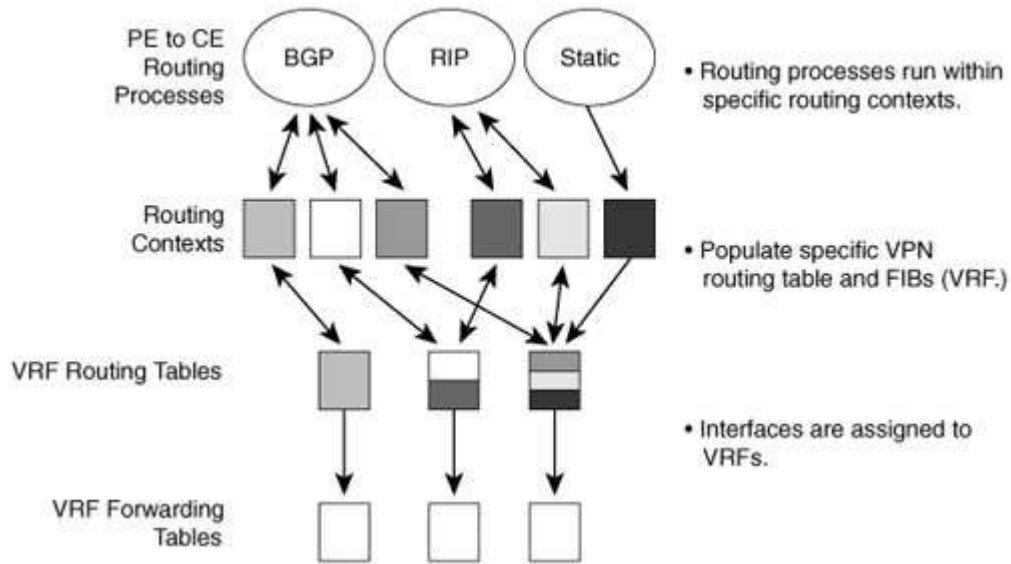 PE to CE
Routing
Processes
BGP
RIP
Static
• Routing processes run within
specific routing contexts.
Routing
Contexts
• Populate specific VPN
routing table and FIBs (VRF.)
VRF Routing Tables
• Interfaces are assigned to
VRFs.
VRF Forwarding
Tables